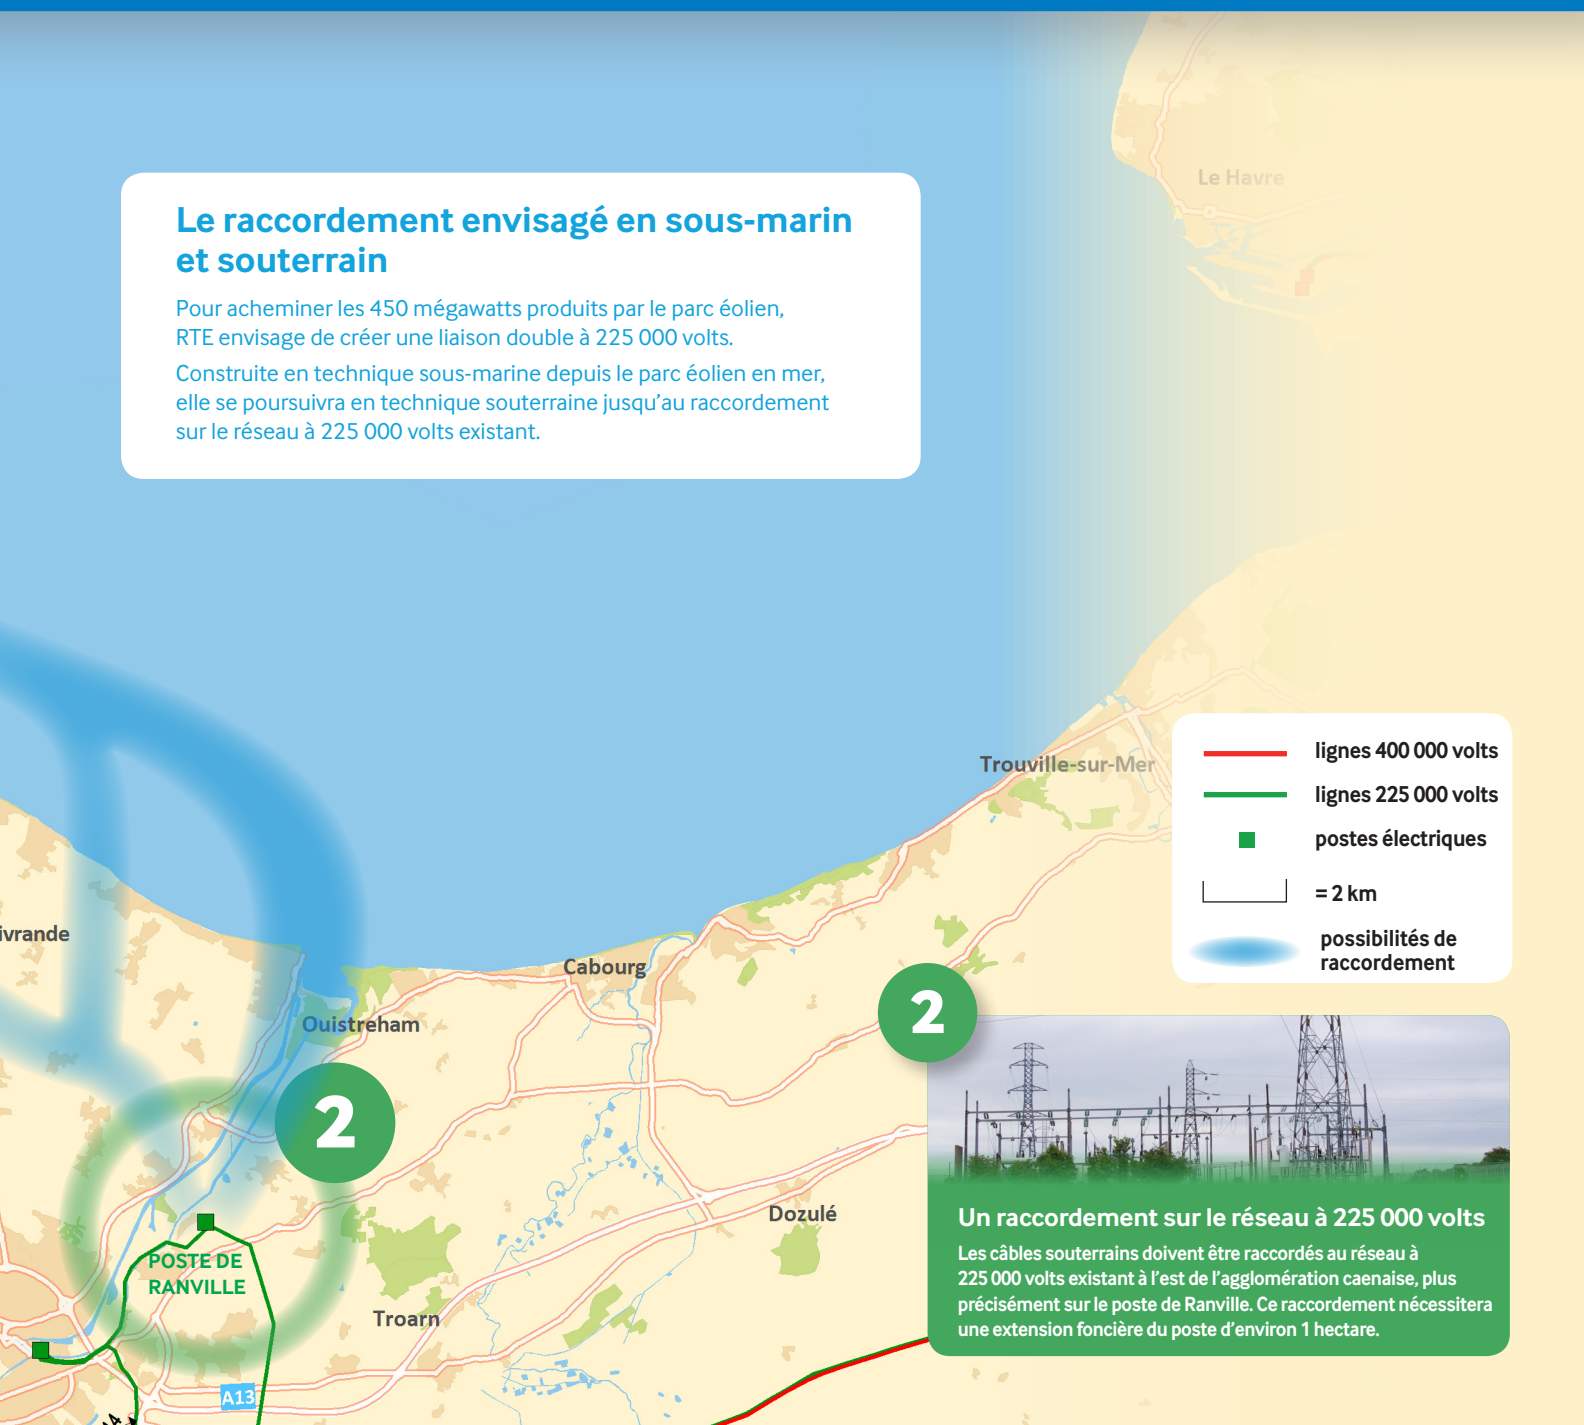 Le Havre
Le raccordement envisagé en sous-marin
et souterrain
Pour acheminer les 450 mégawatts produits par le parc éolien,
RTE envisage de créer une liaison double à 225 000 volts.
Construite en technique sous-marine depuis le parc éolien en mer,
elle se poursuivra en technique souterraine jusqu'au raccordement
sur le réseau à 225 000 volts existant.
Trouville-sur-Mer
lignes 400 000 volts
lignes 225 000 volts
postes électriques
= 2 km
possibilités de
raccordement
ivrande
Cabourg
Ouistreham
2
2
POSTE DE
RANVILLE
Troarn
Dozulé
A13
Un raccordement sur le réseau à 225 000 volts
Les câbles souterrains doivent être raccordés au réseau à
225 000 volts existant à l'est de l'agglomération caenaise, plus
précisément sur le poste de Ranville. Ce raccordement nécessitera
une extension foncière du poste d'environ 1 hectare.